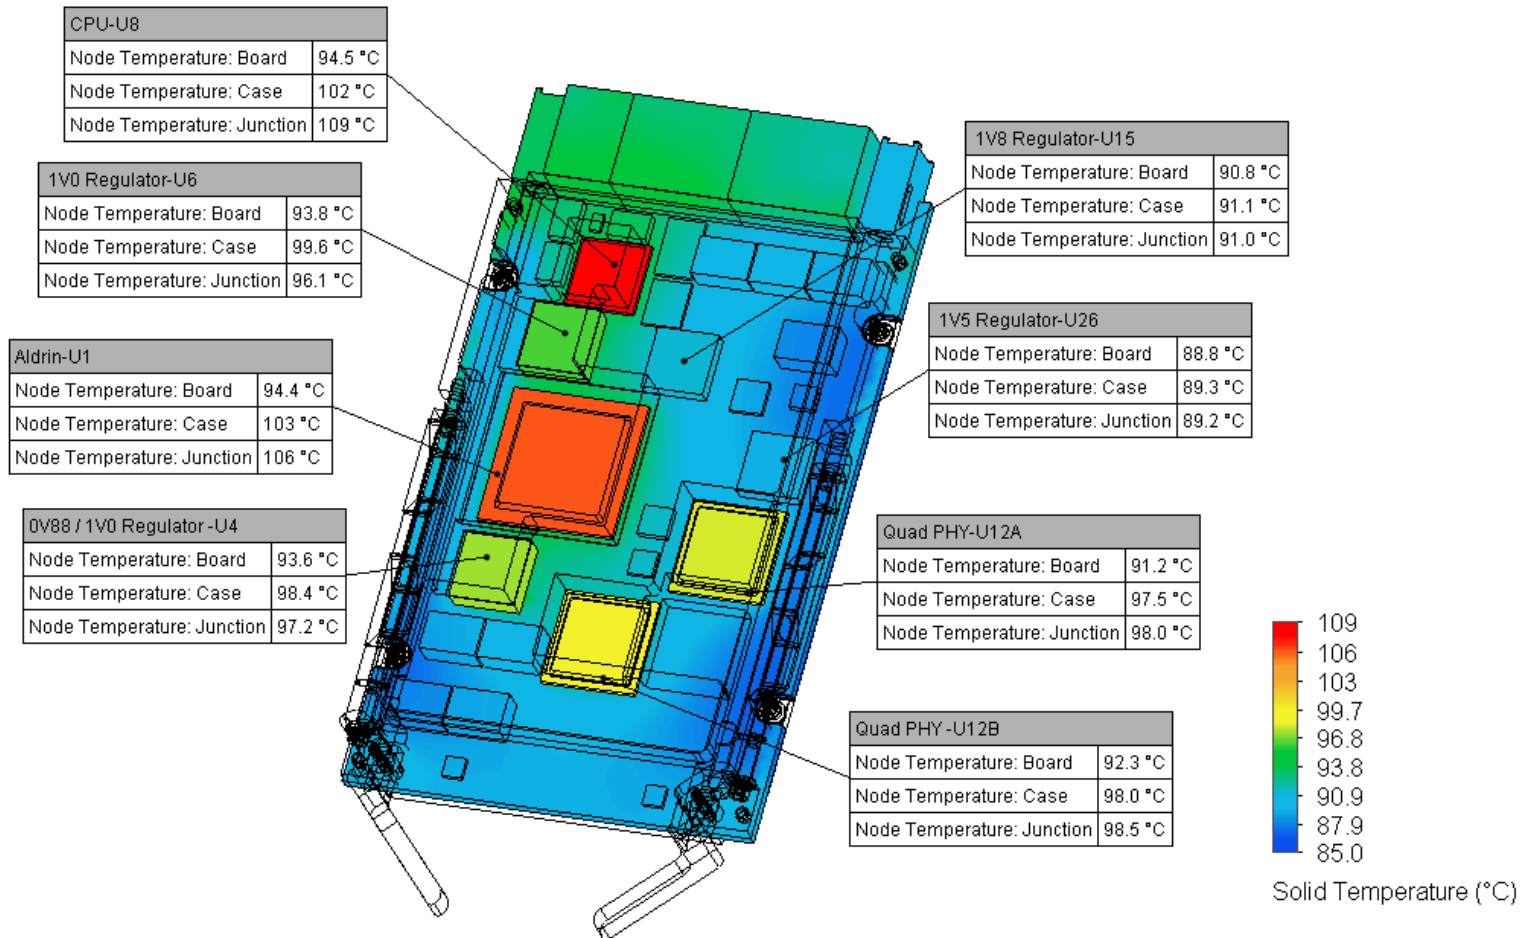 CPU-U8
Node Temperature: Board 94.5 °C
Node Temperature: Case 102 °C
Node Temperature: Junction 109 °C
1V0 Regulator-U6
Node Temperature: Board 93.8 °C
Node Temperature: Case 99.6 °C
Node Temperature: Junction 96.1 °C
Aldrin-U1
Node Temperature: Board 94.4 °C
Node Temperature: Case 103 °C
Node Temperature: Junction 106 °C
0V88 / 1V0 Regulator -U4
Node Temperature: Board 93.6 °C
Node Temperature: Case 98.4 °C
Node Temperature: Junction 97.2 °C
1V8 Regulator-U15
Node Temperature: Board 90.8 °C
Node Temperature: Case 91.1 °C
Node Temperature: Junction 91.0 °C
1V5 Regulator-U26
Node Temperature: Board 88.8 °C
Node Temperature: Case 89.3 °C
Node Temperature: Junction 89.2 °C
Quad PHY-U12A
Node Temperature: Board 91.2 °C
Node Temperature: Case 97.5 °C
Node Temperature: Junction 98.0 °C
Quad PHY -U12B
Node Temperature: Board 92.3 °C
Node Temperature: Case 98.0 °C
Node Temperature: Junction 98.5 °C
109
106
103
99.7
96.8
93.8
90.9
87.9
85.0
Solid Temperature (°C)